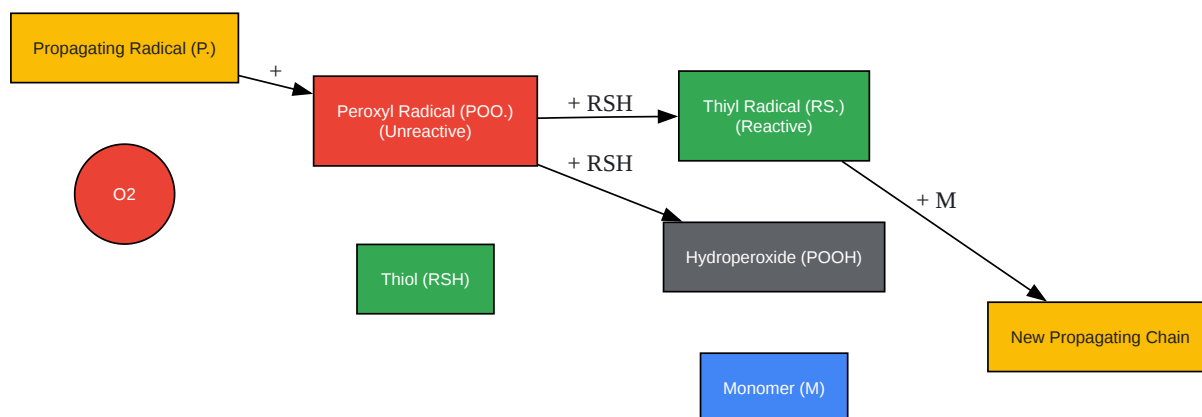 Propagating Radical (P.)
+
Peroxyl Radical (POO.)
(Unreactive)
+ RSH
Thiyl Radical (RS.)
(Reactive)
+ RSH
O2
+ M
Hydroperoxide (POOH)
Thiol (RSH)
New Propagating Chain
Monomer (M)